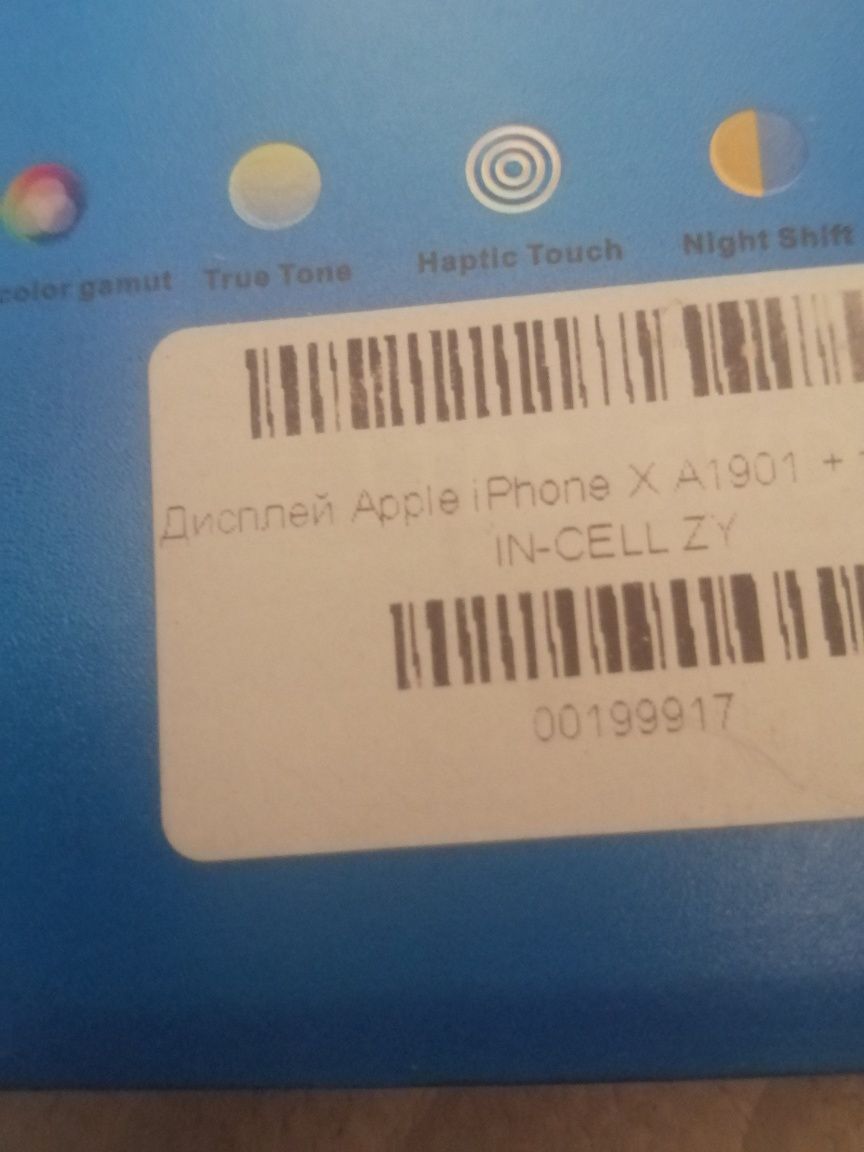 color gamut True Tone Haptic Touch Night Shift
Дисплей Apple iPhone X A1901 +
IN-CELL ZY
00199917